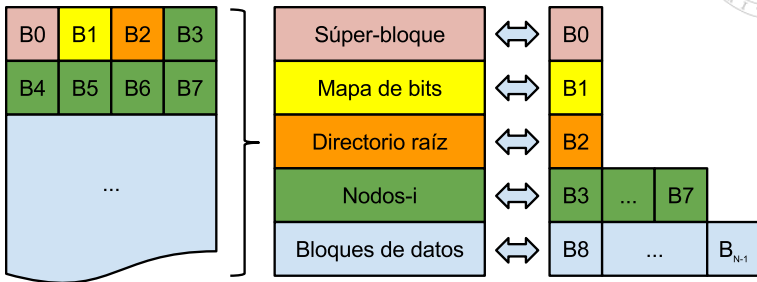 B0 B1 B2 B3
B4 B5 B6 B7
...
Súper-bloque B0
Mapa de bits B1
Directorio raíz B2
Nodos-i B3 ... B7
Bloques de datos B8 ... BN-1